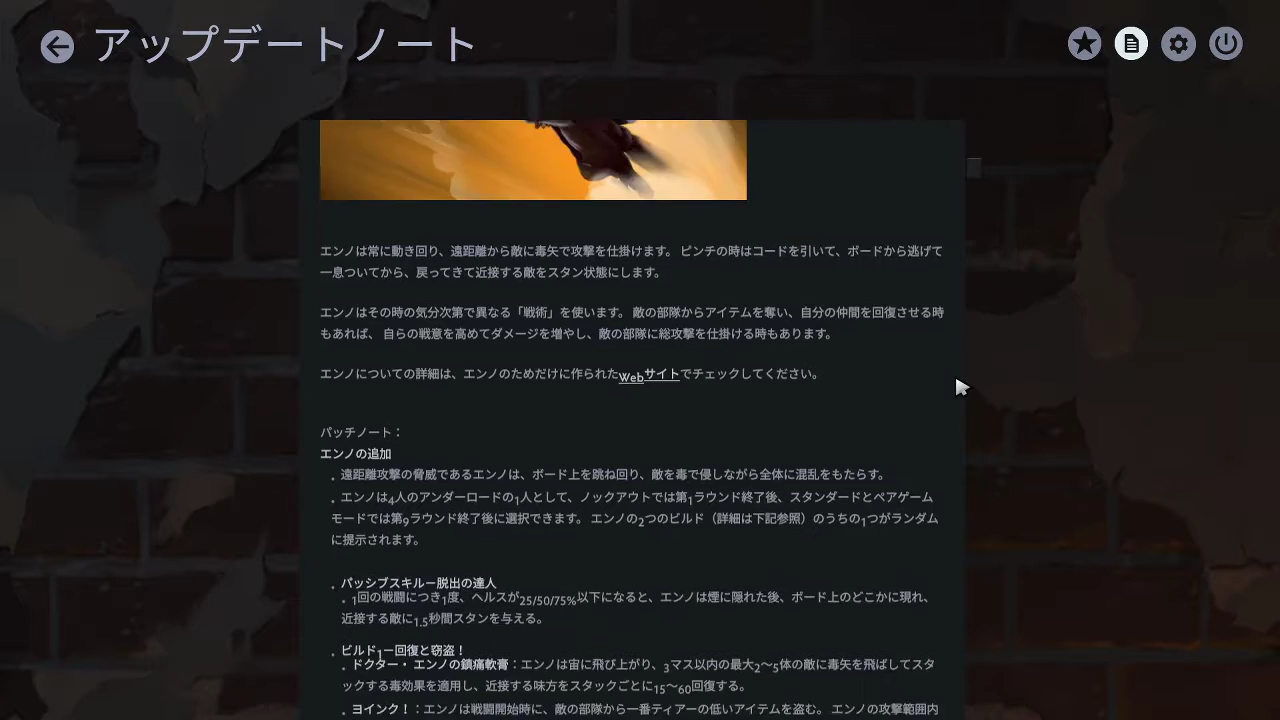 アップデートノート
エンノは常に動き回り、遠距離から敵に毒矢で攻撃を仕掛けます。 ピンチの時はコードを引いて、ボードから逃げて
一息ついてから、戻ってきて近接する敵をスタン状態にします。
エンノはその時の気分次第で異なる「戦術」を使います。 敵の部隊からアイテムを奪い、自分の仲間を回復させる時
もあれば、 自らの戦意を高めてダメージを増やし、敵の部隊に総攻撃を仕掛ける時もあります。
エンノについての詳細は、エンノのためだけに作られたWebサイトでチェックしてください。
パッチノート：
エンノの追加
・遠距離攻撃の脅威であるエンノは、ボード上を跳ね回り、敵を毒で侵しながら全体に混乱をもたらす。
・エンノは4人のアンダーロードの1人として、ノックアウトでは第1ラウンド終了後、スタンダードとペアゲーム
モードでは第9ラウンド終了後に選択できます。 エンノの2つのビルド（詳細は下記参照）のうちの1つがランダム
に提示されます。
・パッシブスキルー脱出の達人
・1回の戦闘につき1度、ヘルスが25/50/75%以下になると、エンノは煙に隠れた後、ボード上のどこかに現れ、
近接する敵に1.5秒間スタンを与える。
・ビルド1ー回復と窃盗！
・ドクター・ エンノの鎮痛軟膏：エンノは宙に飛び上がり、3マス以内の最大2～5体の敵に毒矢を飛ばしてスタ
ックする毒効果を適用し、近接する味方をスタックごとに15～60回復する。
・ヨインク！：エンノは戦闘開始時に、敵の部隊から一番ティアーの低いアイテムを盗む。 エンノの攻撃範囲内